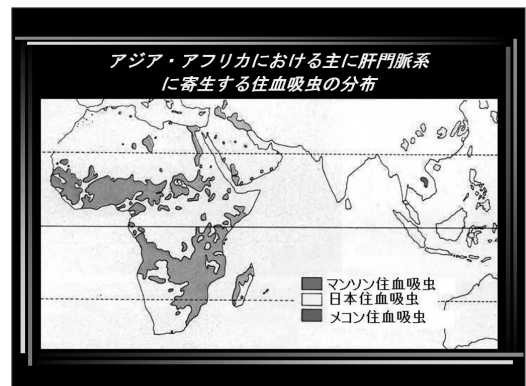 アジア・アフリカにおける主に肝門脈系
に寄生する住血吸虫の分布
マンソン住血吸虫
日本住血吸虫
メコン住血吸虫